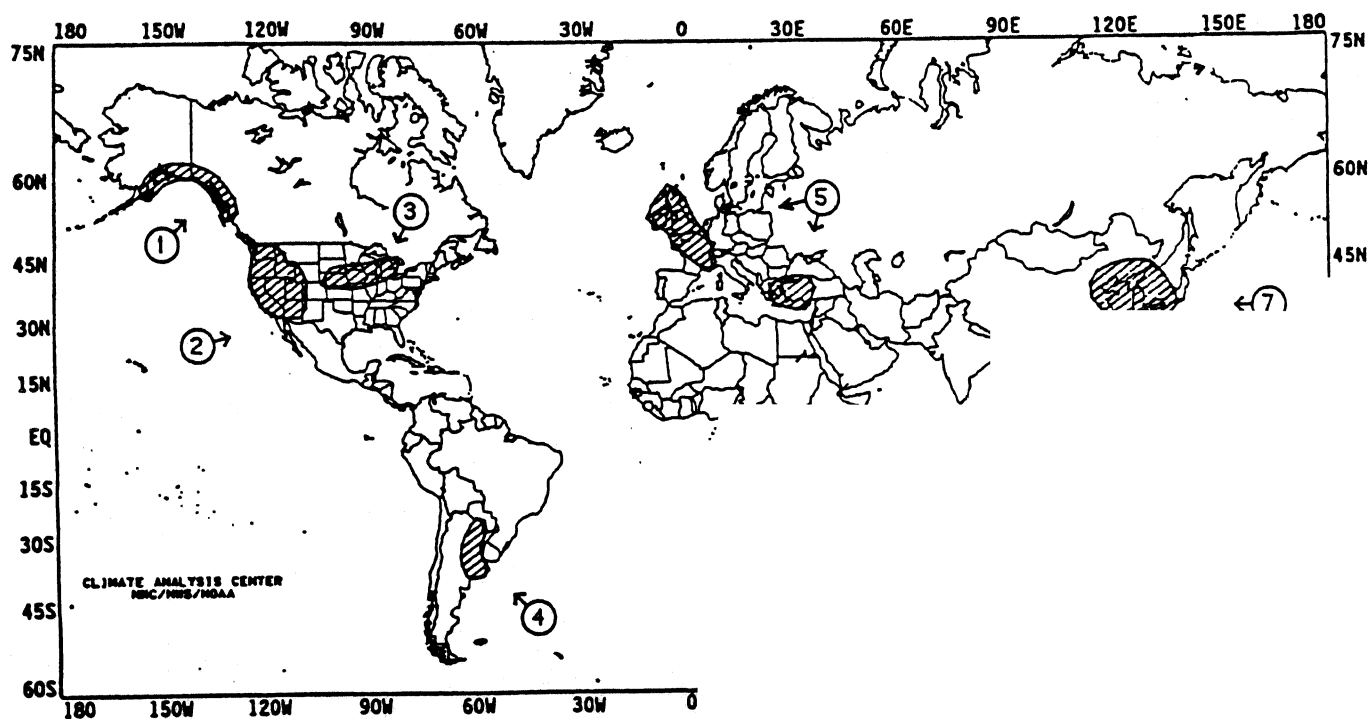 180 150W 120W 90W 60W 30W 0 30E 60E 90E 120E 150E 180
75N 75N
60N 60N
5
3
1
45N 45N
7
30N
2
15N
EQ
15S
30S
CLIMATE ANALYSIS CENTER
NMC/NWS/NOAA
45S
4
60S
180 150W 120W 90W 60W 30W 0